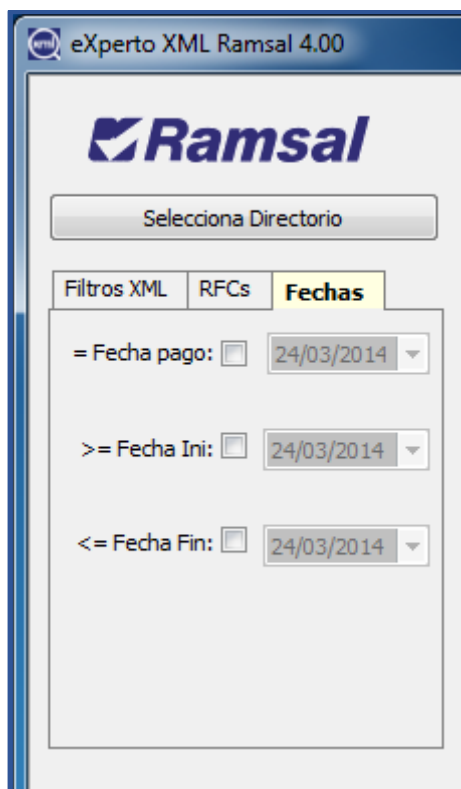 eXperto XML Ramsal 4.00
Ramsal
Selecciona Directorio
Filtros XML RFCs Fechas
= Fecha pago: 24/03/2014
>= Fecha Ini: 24/03/2014
<= Fecha Fin: 24/03/2014